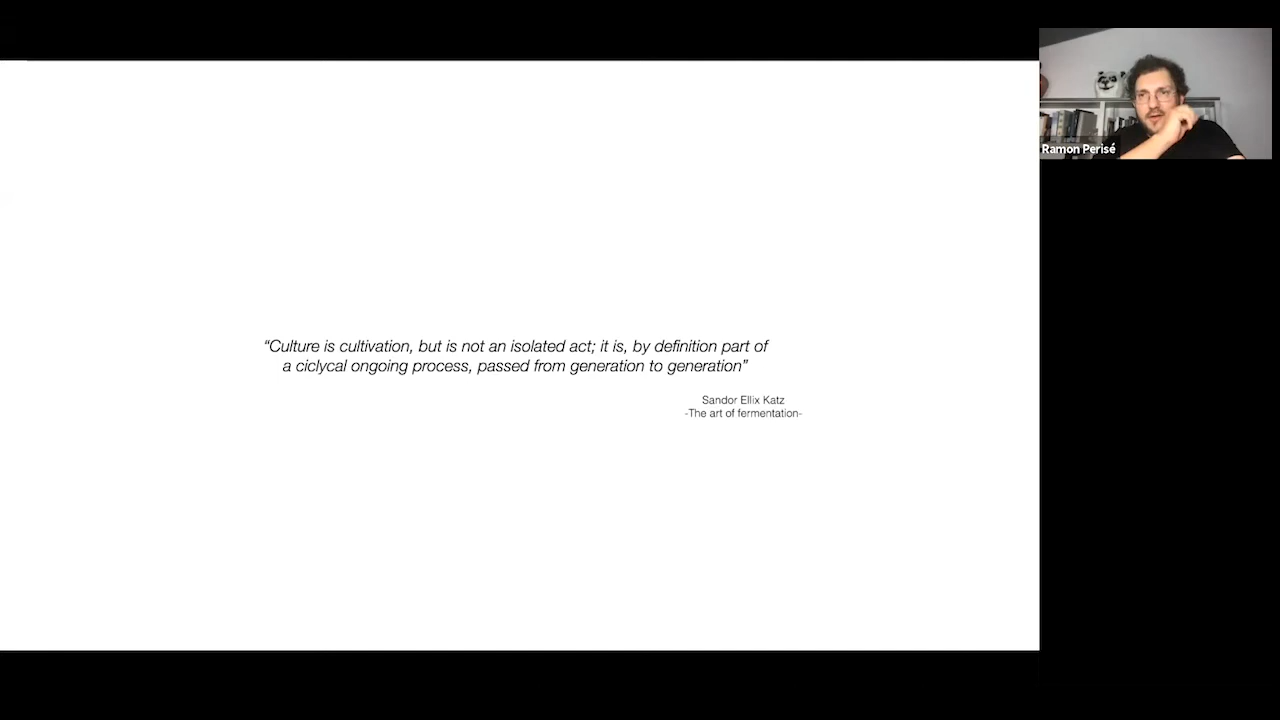 “Culture is cultivation, but is not an isolated act; it is, by definition part of
a ciclycal ongoing process, passed from generation to generation”
Sandor Ellix Katz
-The art of fermentation-
Ramon Perisé